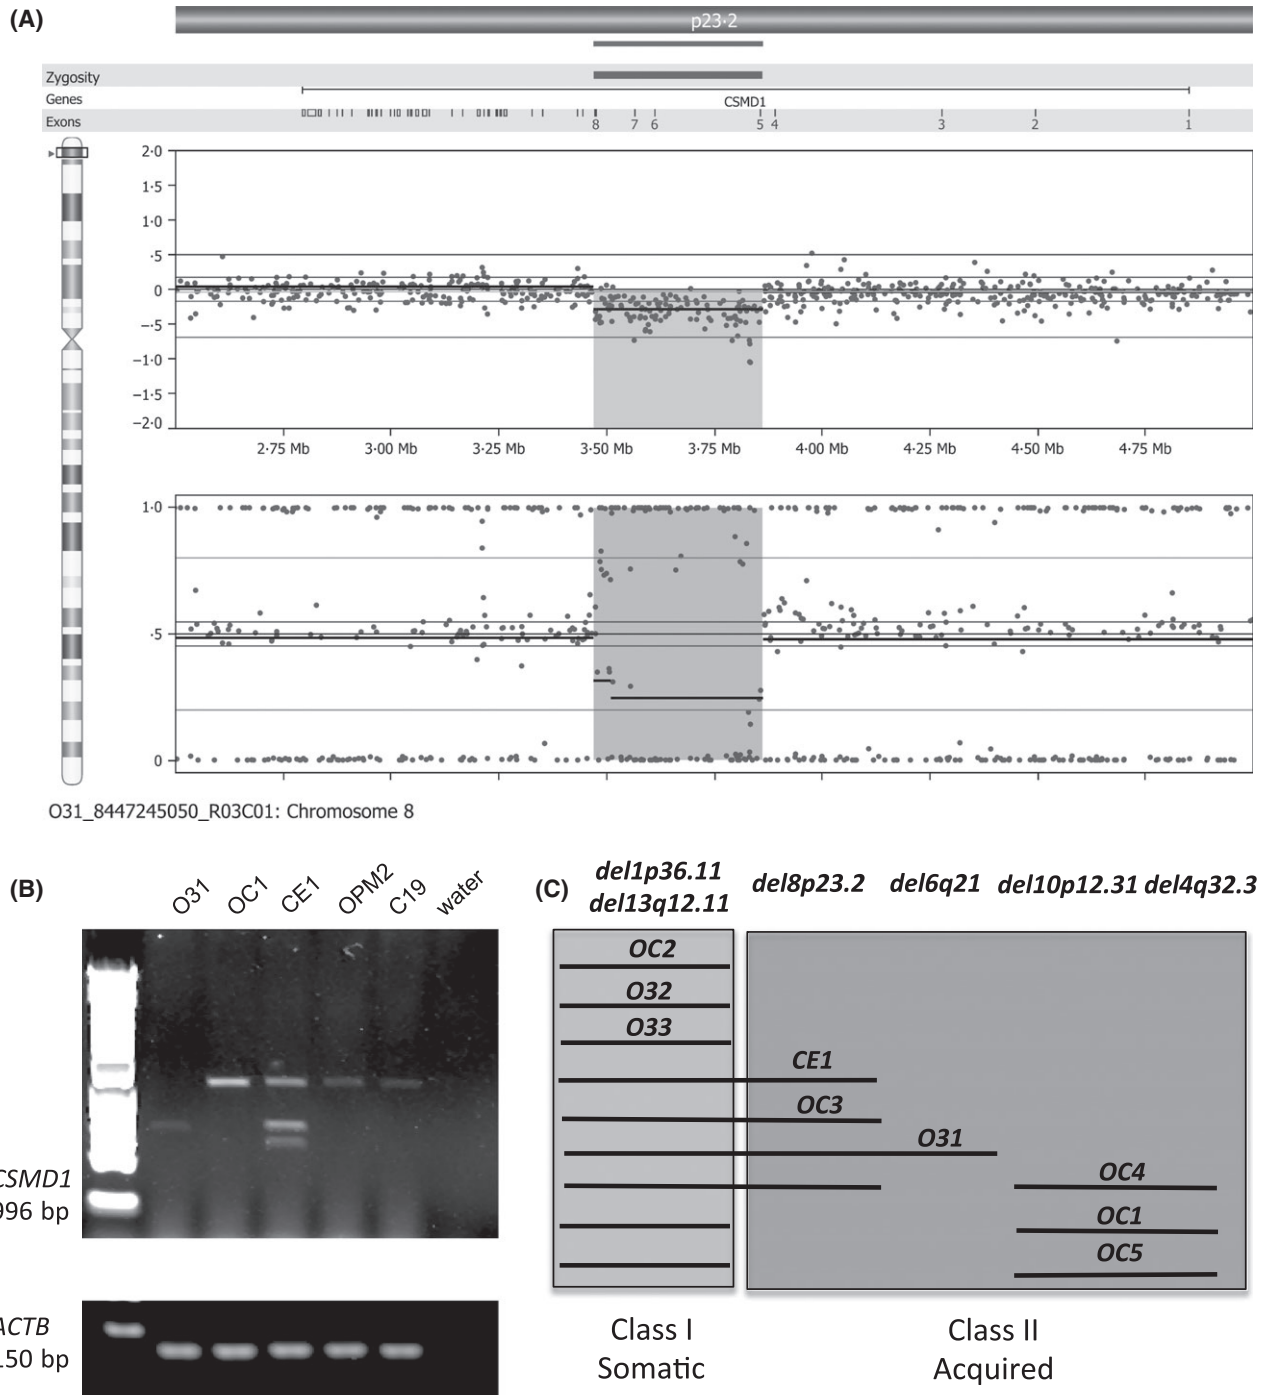 (A)
p23·2
Zygosity
Genes
CSMD1
Exons
8 7 6 5 4 3 2 1
2·0
1·5
1·0
·5
0
−·5
−1·0
−1·5
−2·0
2·75 Mb 3·00 Mb 3·25 Mb 3·50 Mb 3·75 Mb 4·00 Mb 4·25 Mb 4·50 Mb 4·75 Mb
1·0
·5
0
O31_8447245050_R03C01: Chromosome 8
(B)
O31 OC1 CE1 OPM2 C19 water
CSMD1
996 bp
ACTB
150 bp
(C)
del1p36.11
del13q12.11
del8p23.2 del6q21 del10p12.31 del4q32.3
OC2
O32
O33
CE1
OC3
O31
OC4
OC1
OC5
Class I
Somatic
Class II
Acquired